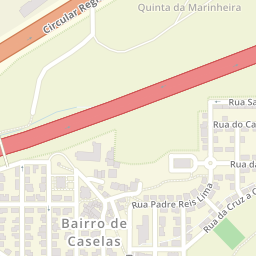 Quinta da Marinheira
Circular Reg
Rua Sa
Rua do Ca
Rua da
Rua Padre Reis Lima
Rua da Cruz a C
Bairro de
Caselas